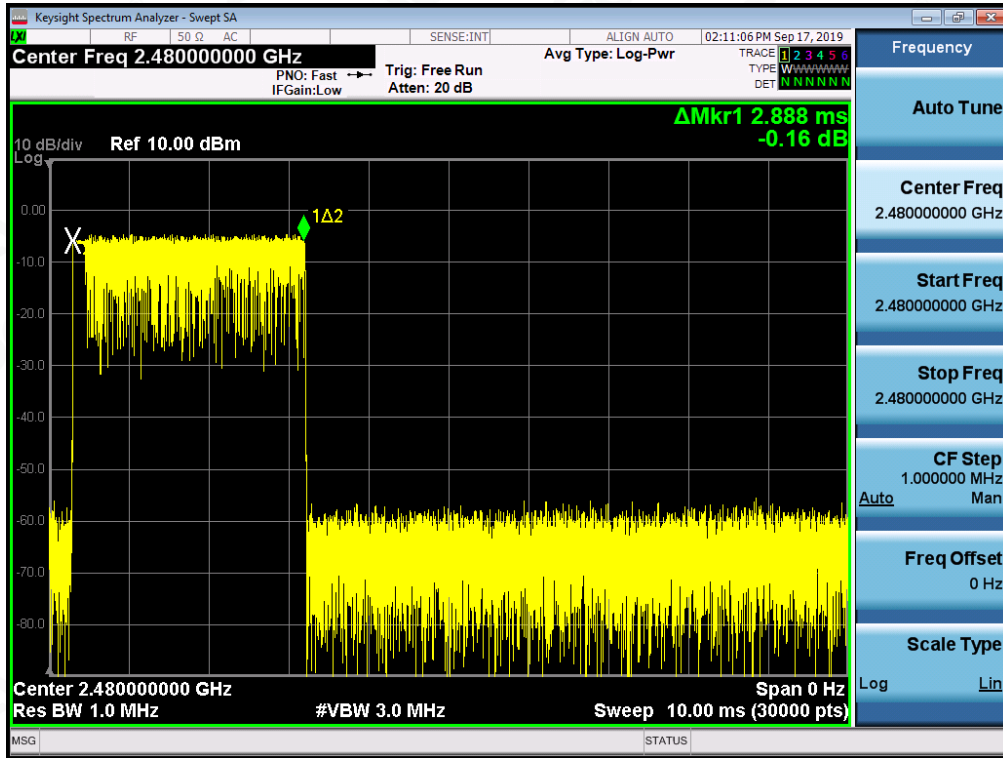 Keysight Spectrum Analyzer - Swept SA
LXI RF 50 Ω AC SENSE:INT ALIGN AUTO 02:11:06 PM Sep 17, 2019
Center Freq 2.480000000 GHz
PNO: Fast
IFGain:Low
Trig: Free Run
Atten: 20 dB
Avg Type: Log-Pwr
TRACE 1 2 3 4 5 6
TYPE WWWWWW
DET N N N N N N
ΔMkr1 2.888 ms
-0.16 dB
10 dB/div Ref 10.00 dBm
Log
1Δ2
0.00
-10.0
-20.0
-30.0
-40.0
-50.0
-60.0
-70.0
-80.0
Center 2.480000000 GHz Span 0 Hz
Res BW 1.0 MHz #VBW 3.0 MHz Sweep 10.00 ms (30000 pts)
MSG STATUS
Frequency
Auto Tune
Center Freq
2.480000000 GHz
Start Freq
2.480000000 GHz
Stop Freq
2.480000000 GHz
CF Step
1.000000 MHz
Auto Man
Freq Offset
0 Hz
Scale Type
Log Lin